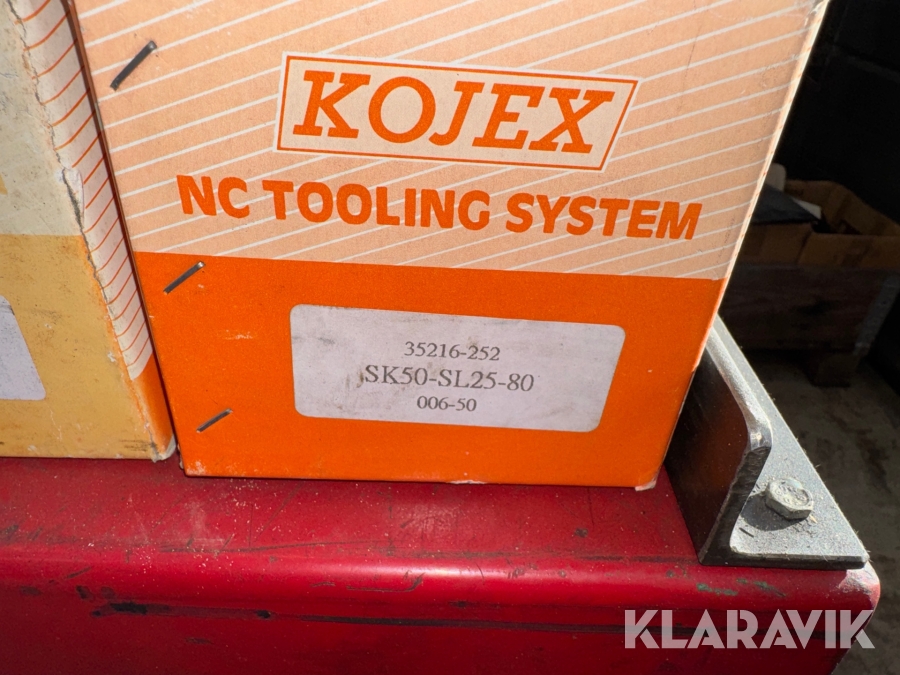 KOJEX
NC TOOLING SYSTEM
35216-252
SK50-SL25-80
006-50
KLARAVIK